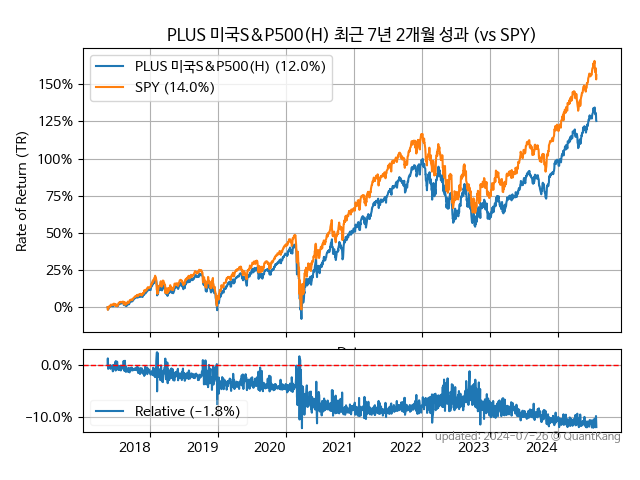 PLUS 미국S&P500(H) 최근 7년 2개월 성과 (vs SPY)
PLUS 미국S&P500(H) (12.0%)
SPY (14.0%)
Rate of Return (TR)
150%
125%
100%
75%
50%
25%
0%
0.0%
−10.0%
Relative (−1.8%)
2018
2019
2020
2021
2022
2023
2024
updated: 2024-07-26 © QuantKang